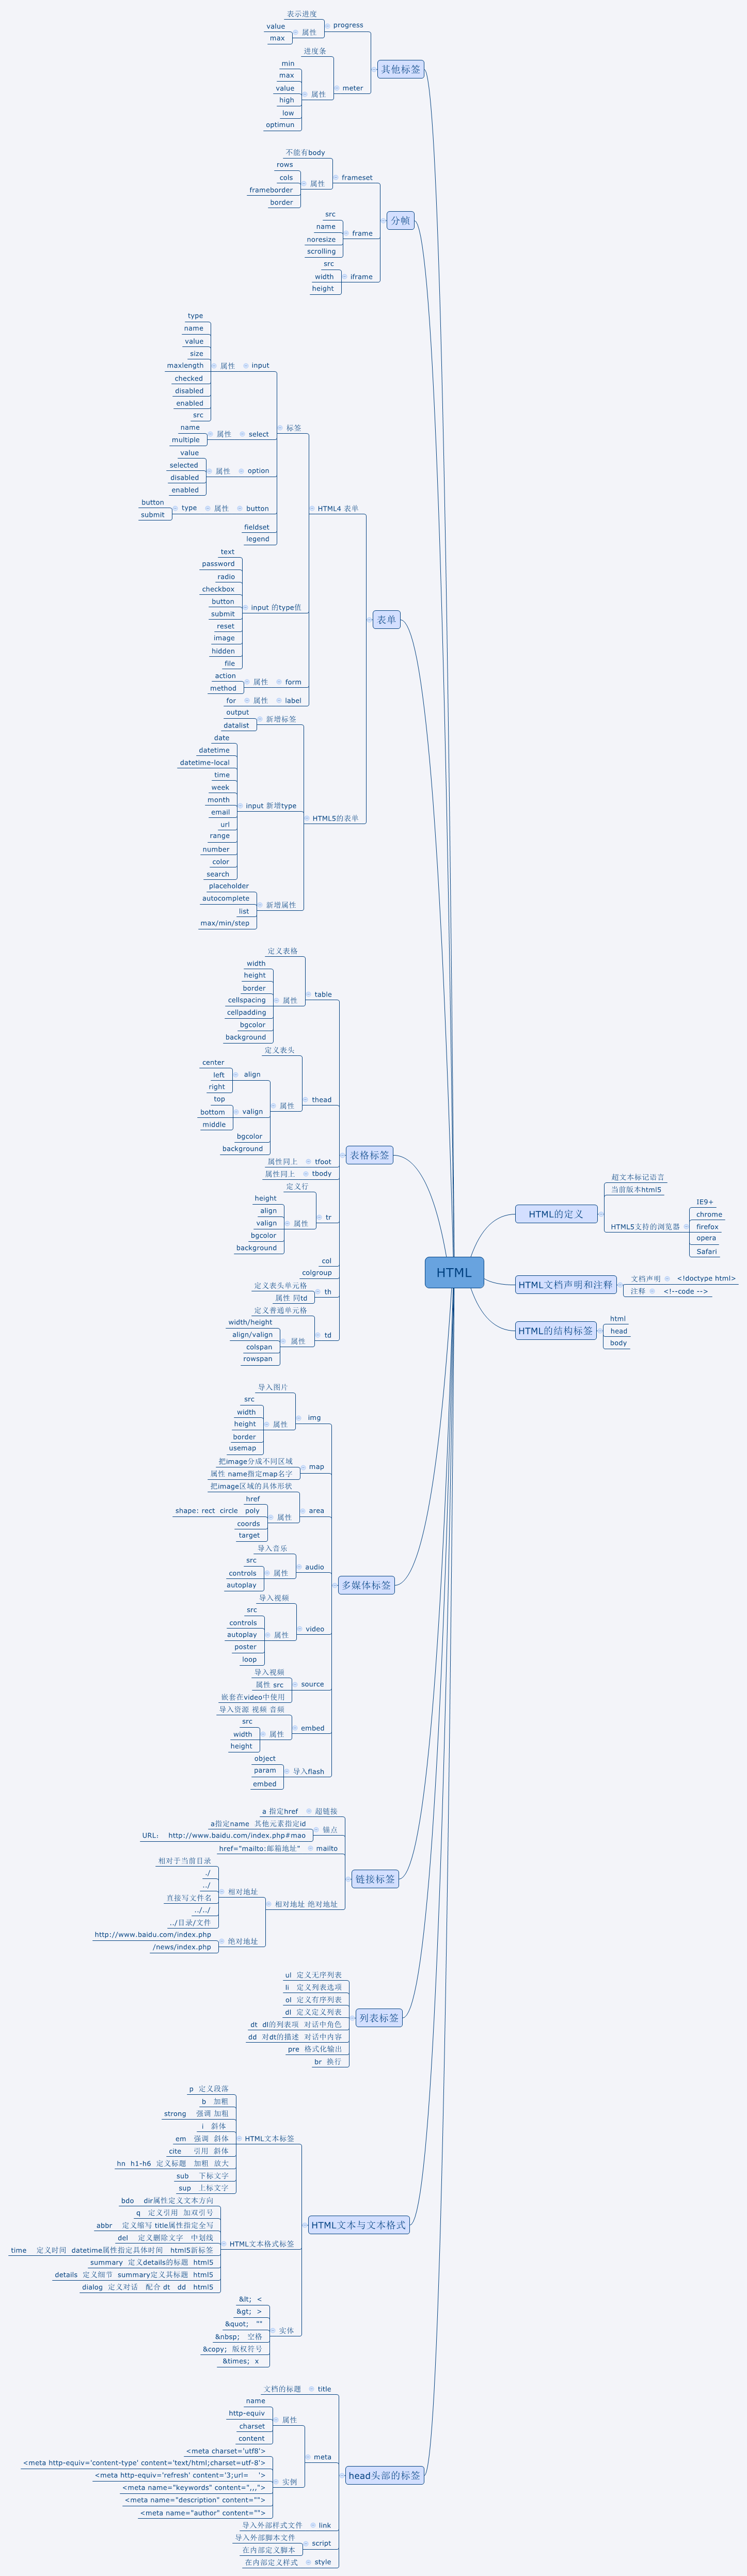 HTML
HTML的定义
超文本标记语言
当前版本html5
HTML5支持的浏览器
IE9+
chrome
firefox
opera
Safari
HTML文档声明和注释
文档声明
<!doctype html>
注释
<!--code -->
HTML的结构标签
html
head
body
其他标签
progress
表示进度
属性
value
max
meter
进度条
属性
min
max
value
high
low
optimun
分帧
frameset
不能有body
属性
rows
cols
frameborder
border
frame
src
name
noresize
scrolling
iframe
src
width
height
表单
HTML4 表单
标签
input
属性
type
name
value
size
maxlength
checked
disabled
enabled
src
select
属性
name
multiple
option
属性
value
selected
disabled
enabled
button
属性
type
button
submit
fieldset
legend
input 的type值
text
password
radio
checkbox
button
submit
reset
image
hidden
file
form
属性
action
method
label
属性
for
HTML5的表单
新增标签
output
datalist
input 新增type
date
datetime
datetime-local
time
week
month
email
url
range
number
color
search
新增属性
placeholder
autocomplete
list
max/min/step
表格标签
table
定义表格
属性
width
height
border
cellspacing
cellpadding
bgcolor
background
thead
定义表头
属性
align
center
left
right
valign
top
bottom
middle
bgcolor
background
tfoot
属性同上
tbody
属性同上
tr
定义行
属性
height
align
valign
bgcolor
background
col
colgroup
th
定义表头单元格
属性 同td
td
定义普通单元格
属性
width/height
align/valign
colspan
rowspan
多媒体标签
img
导入图片
属性
src
width
height
border
usemap
map
把image分成不同区域
属性 name指定map名字
area
把image区域的具体形状
属性
href
shape: rect circle poly
coords
target
audio
导入音乐
属性
src
controls
autoplay
video
导入视频
属性
src
controls
autoplay
poster
loop
source
导入视频
属性 src
嵌套在video中使用
embed
导入资源 视频 音频
属性
src
width
height
导入flash
object
param
embed
链接标签
超链接
a 指定href
锚点
a指定name 其他元素指定id
URL: http://www.baidu.com/index.php#mao
mailto
href="mailto:邮箱地址"
相对地址 绝对地址
相对地址
相对于当前目录
./
../
直接写文件名
../../
../目录/文件
绝对地址
http://www.baidu.com/index.php
/news/index.php
列表标签
ul 定义无序列表
li 定义列表选项
ol 定义有序列表
dl 定义定义列表
dt dl的列表项 对话中角色
dd 对dt的描述 对话中内容
pre 格式化输出
br 换行
HTML文本与文本格式
HTML文本标签
p 定义段落
b 加粗
strong 强调 加粗
i 斜体
em 强调 斜体
cite 引用 斜体
hn h1-h6 定义标题 加粗 放大
sub 下标文字
sup 上标文字
HTML文本格式标签
bdo dir属性定义文本方向
q 定义引用 加双引号
abbr 定义缩写 title属性指定全写
del 定义删除文字 中划线
time 定义时间 datetime属性指定具体时间 html5新标签
summary 定义details的标题 html5
details 定义细节 summary定义其标题 html5
dialog 定义对话 配合 dt dd html5
实体
&lt; <
&gt; >
&quot; ""
&nbsp; 空格
&copy; 版权符号
&times; x
head头部的标签
title
文档的标题
meta
属性
name
http-equiv
charset
content
实例
<meta charset='utf8'>
<meta http-equiv='content-type' content='text/html;charset=utf-8'>
<meta http-equiv='refresh' content='3;url= '>
<meta name="keywords" content=",,,">
<meta name="description" content="">
<meta name="author" content="">
link
导入外部样式文件
script
导入外部脚本文件
在内部定义脚本
style
在内部定义样式